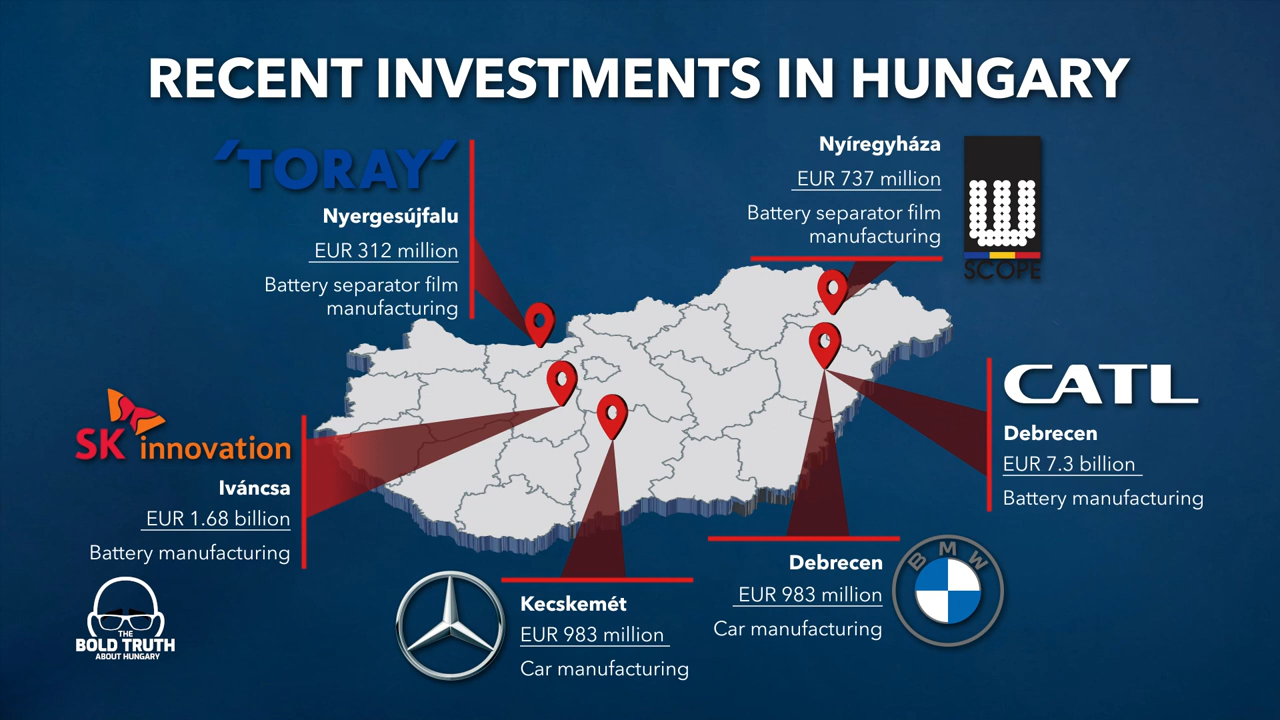 RECENT INVESTMENTS IN HUNGARY
'TORAY'
Nyergesújfalu
EUR 312 million
Battery separator film
manufacturing
Nyíregyháza
EUR 737 million
Battery separator film
manufacturing
W
SCOPE
SK innovation
Iváncsa
EUR 1.68 billion
Battery manufacturing
CATL
Debrecen
EUR 7.3 billion
Battery manufacturing
Kecskemét
EUR 983 million
Car manufacturing
Debrecen
EUR 983 million
Car manufacturing
BMW
THE
BOLD TRUTH
ABOUT HUNGARY